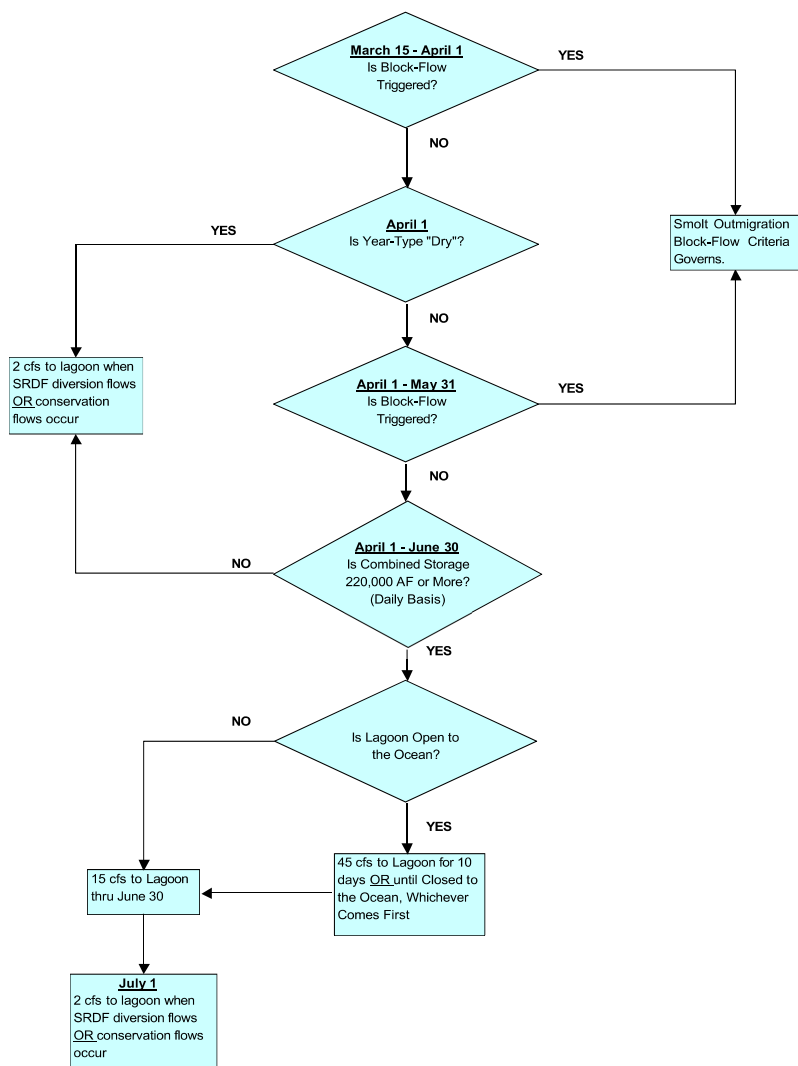 March 15 - April 1
Is Block-Flow
Triggered?
YES
NO
April 1
Is Year-Type "Dry"?
YES
Smolt Outmigration
Block-Flow Criteria
Governs.
NO
2 cfs to lagoon when
SRDF diversion flows
OR conservation
flows occur
April 1 - May 31
Is Block-Flow
Triggered?
YES
NO
April 1 - June 30
Is Combined Storage
220,000 AF or More?
(Daily Basis)
NO
YES
Is Lagoon Open to
the Ocean?
NO
YES
45 cfs to Lagoon for 10
days OR until Closed to
the Ocean, Whichever
Comes First
15 cfs to Lagoon
thru June 30
July 1
2 cfs to lagoon when
SRDF diversion flows
OR conservation flows
occur